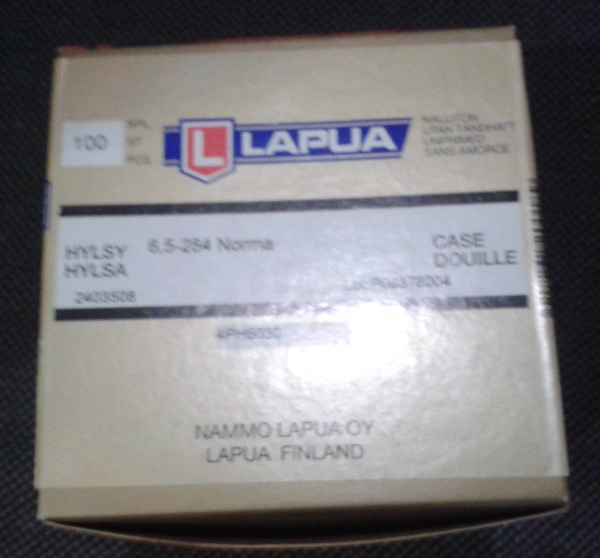 100
KPL
ST
PCS
L LAPUA
NALLITON
UTAN TÄNDHATT
UNPRIMED
SANS AMORCE
HYLSY
HYLSA
6,5-284 Norma
CASE
DOUILLE
2403508
4PH6030
NAMMO LAPUA OY
LAPUA FINLAND